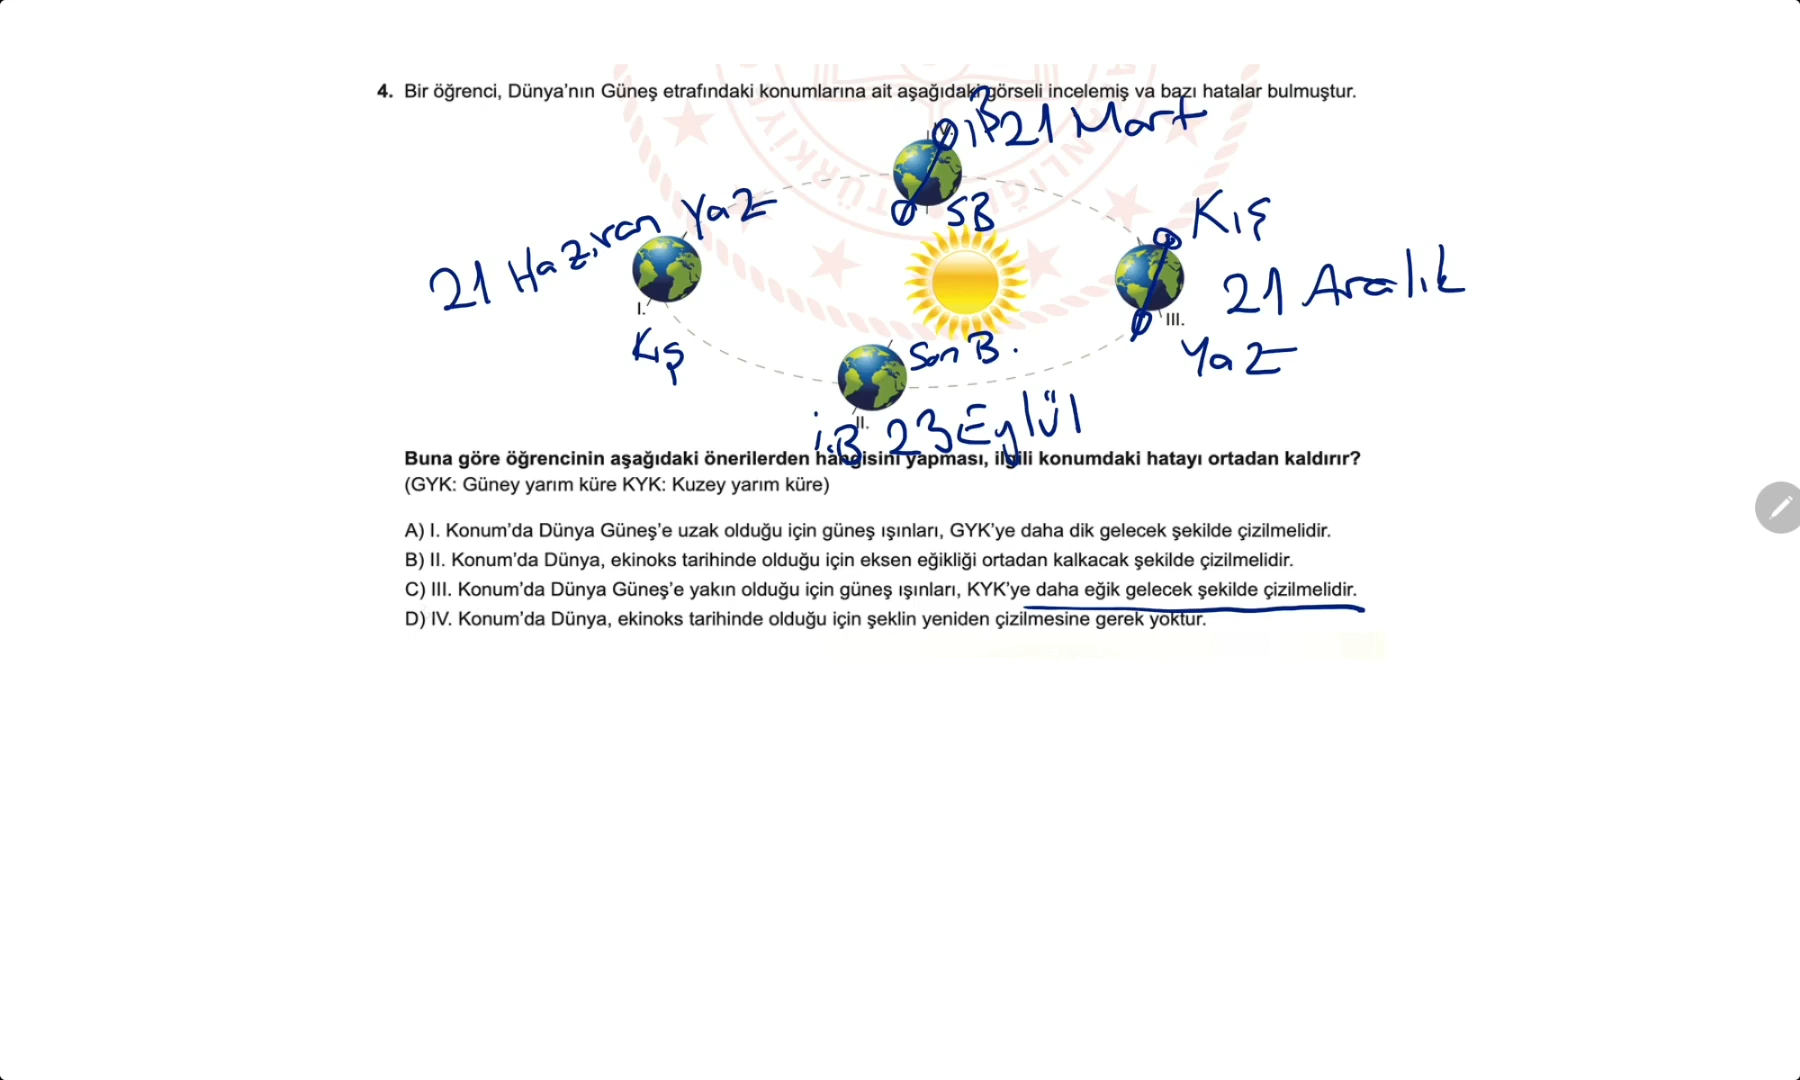 4. Bir öğrenci, Dünya'nın Güneş etrafındaki konumlarına ait aşağıdaki görseli incelemiş va bazı hatalar bulmuştur.
İB 21 Mart
SB
21 Haziran Yaz
I.
Kış
Kış
21 Aralık
III.
Yaz
Son B.
II.
İ.B 23 Eylül
Buna göre öğrencinin aşağıdaki önerilerden hangisini yapması, ilgili konumdaki hatayı ortadan kaldırır?
(GYK: Güney yarım küre KYK: Kuzey yarım küre)
A) I. Konum'da Dünya Güneş'e uzak olduğu için güneş ışınları, GYK'ye daha dik gelecek şekilde çizilmelidir.
B) II. Konum'da Dünya, ekinoks tarihinde olduğu için eksen eğikliği ortadan kalkacak şekilde çizilmelidir.
C) III. Konum'da Dünya Güneş'e yakın olduğu için güneş ışınları, KYK'ye daha eğik gelecek şekilde çizilmelidir.
D) IV. Konum'da Dünya, ekinoks tarihinde olduğu için şeklin yeniden çizilmesine gerek yoktur.